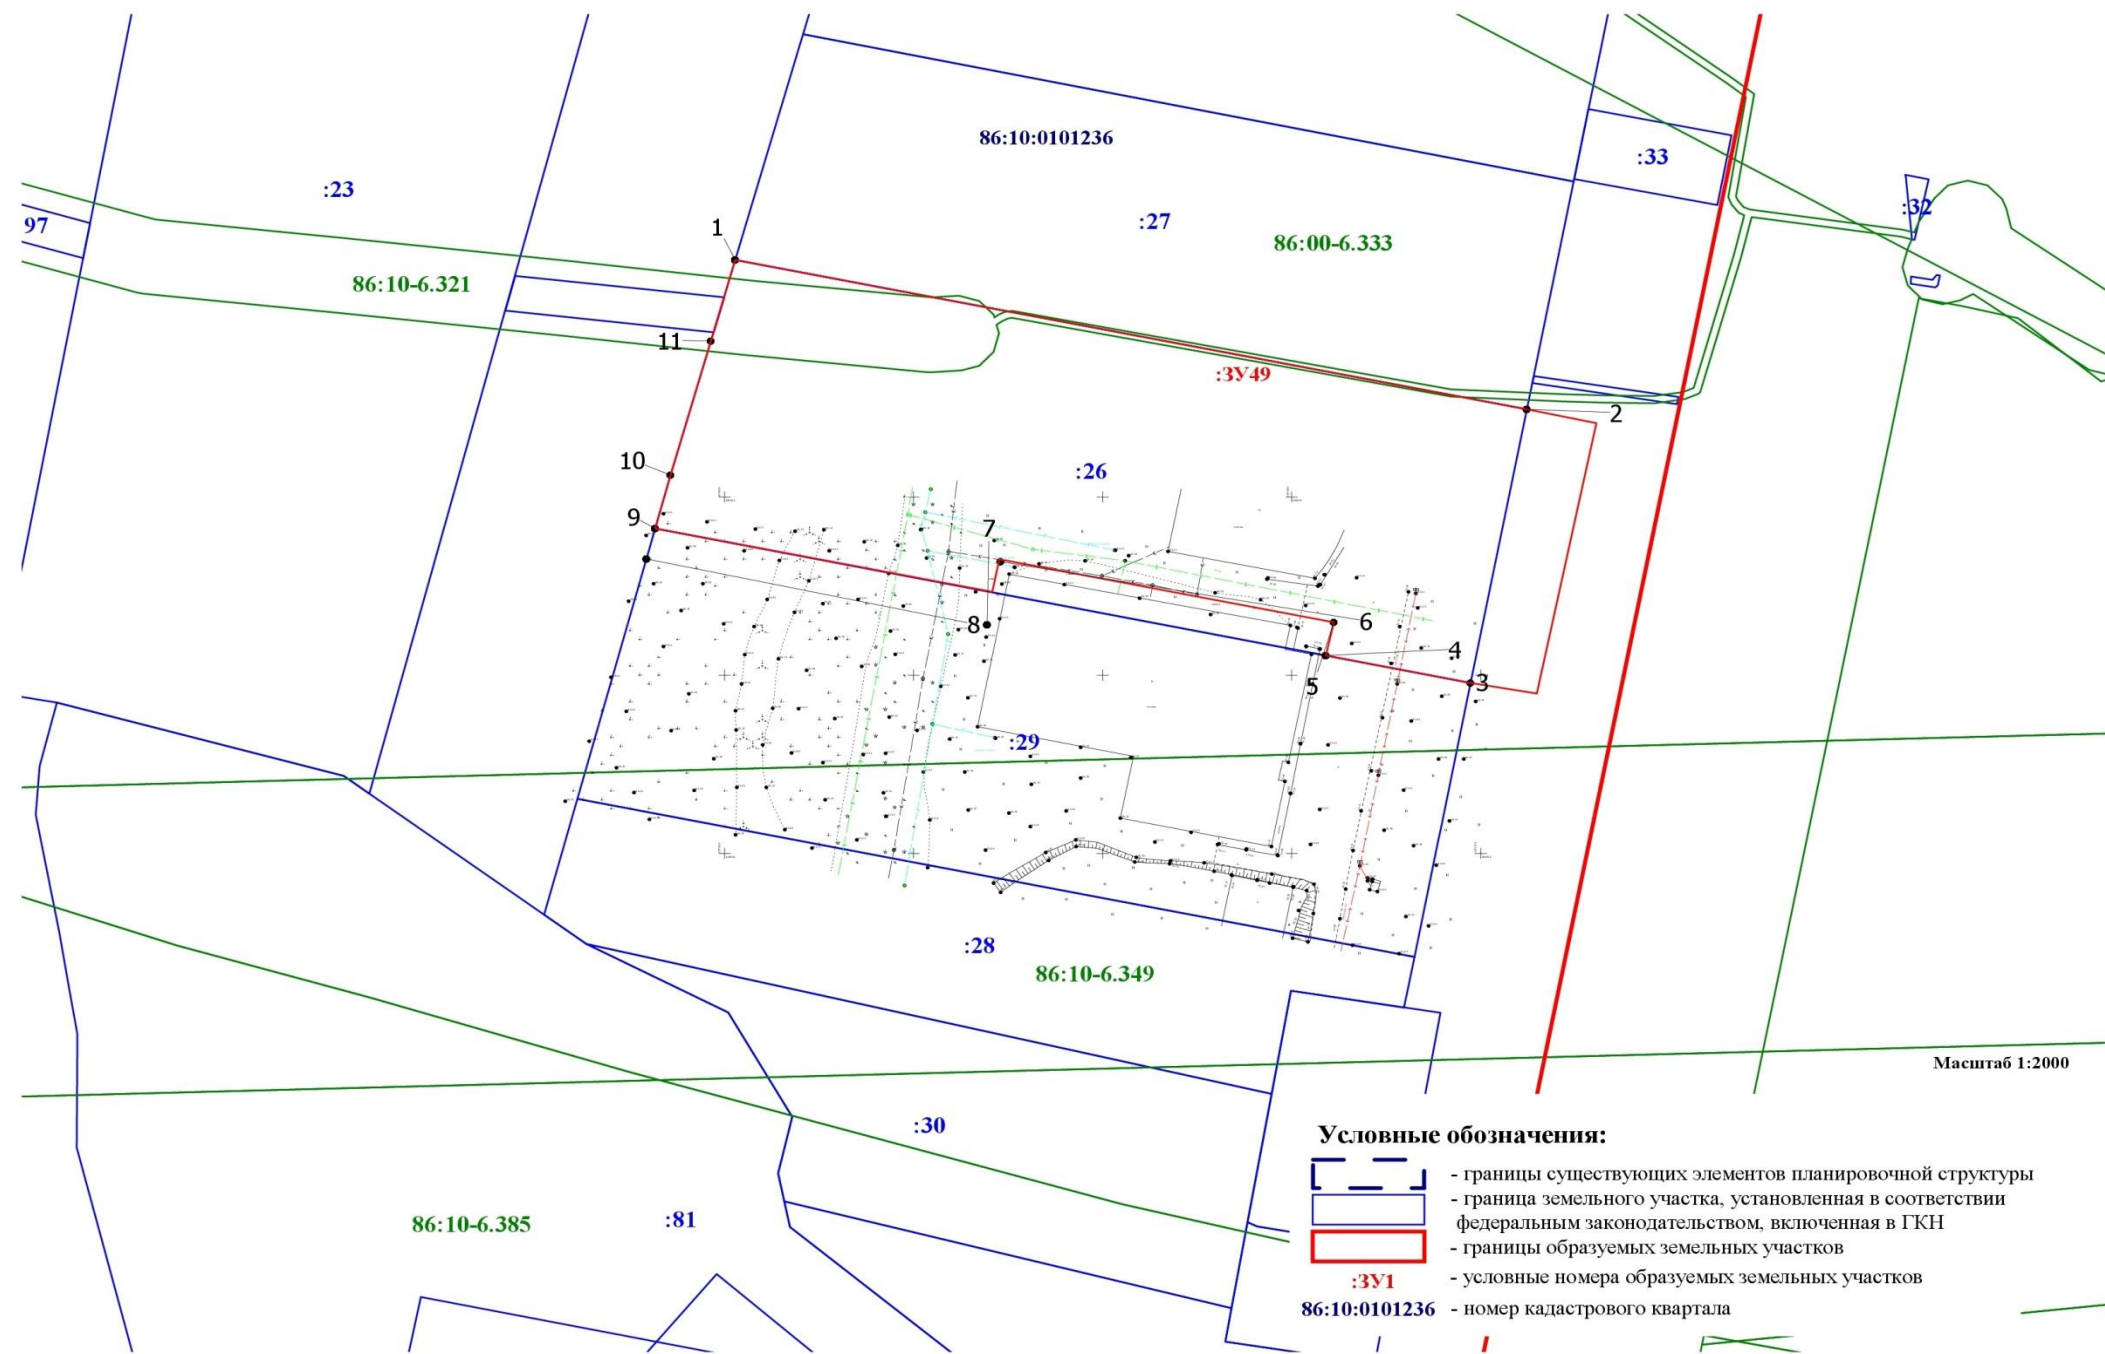 86:10:0101236
:33
:23
:32
97
:27
1
86:00-6.333
86:10-6.321
11
:ЗУ49
2
10
:26
9
7
8
6
4
5
3
:29
:28
86:10-6.349
Масштаб 1:2000
:30
Условные обозначения:
- границы существующих элементов планировочной структуры
- граница земельного участка, установленная в соответствии
федеральным законодательством, включенная в ГКН
86:10-6.385
:81
- границы образуемых земельных участков
:ЗУ1 - условные номера образуемых земельных участков
86:10:0101236 - номер кадастрового квартала